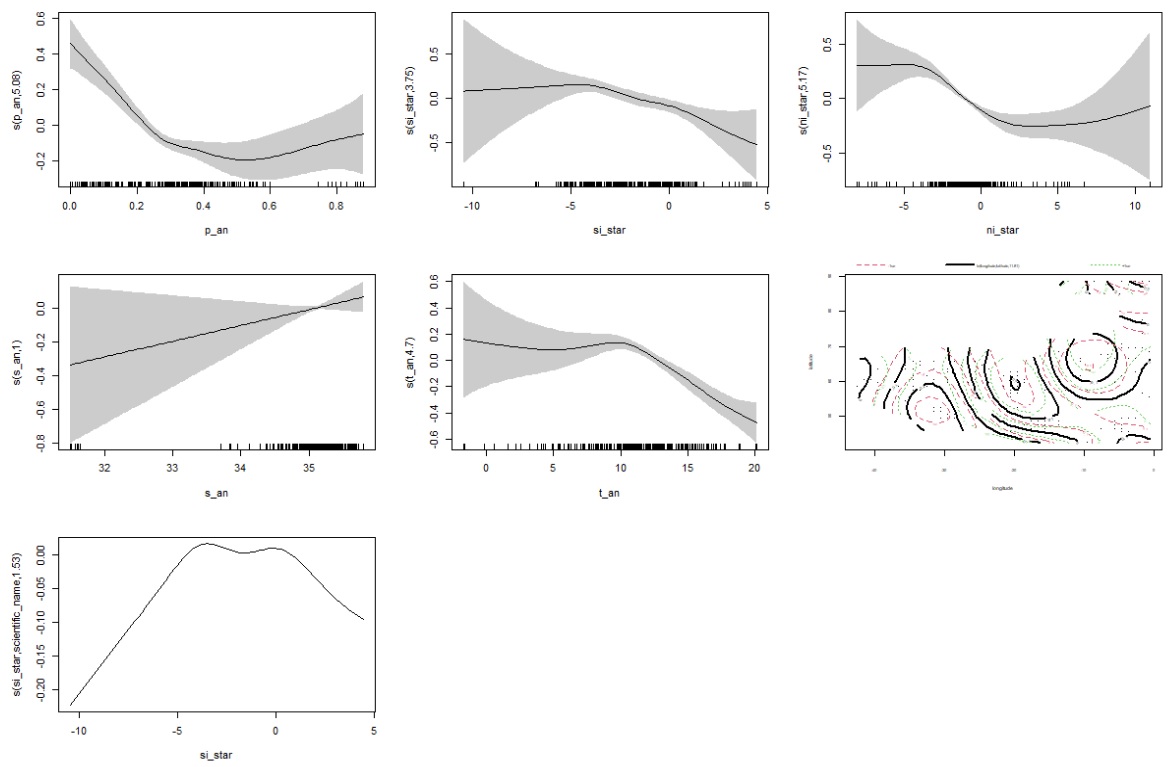 s(p_an,5.08)
0.6
0.4
0.2
0.0
-0.2
0.0 0.2 0.4 0.6 0.8
p_an
s(si_star,3.75)
0.5
0.0
-0.5
-10 -5 0 5
si_star
s(ni_star,5.17)
0.5
0.0
-0.5
-5 0 5 10
ni_star
s(s_an,1)
0.0
-0.2
-0.4
-0.6
-0.8
32 33 34 35
s_an
s(t_an,4.7)
0.6
0.4
0.2
0.0
-0.2
-0.4
-0.6
0 5 10 15 20
t_an
latitude
longitude
s(si_star,scientific_name,1.53)
0.00
-0.05
-0.10
-0.15
-0.20
-10 -5 0 5
si_star